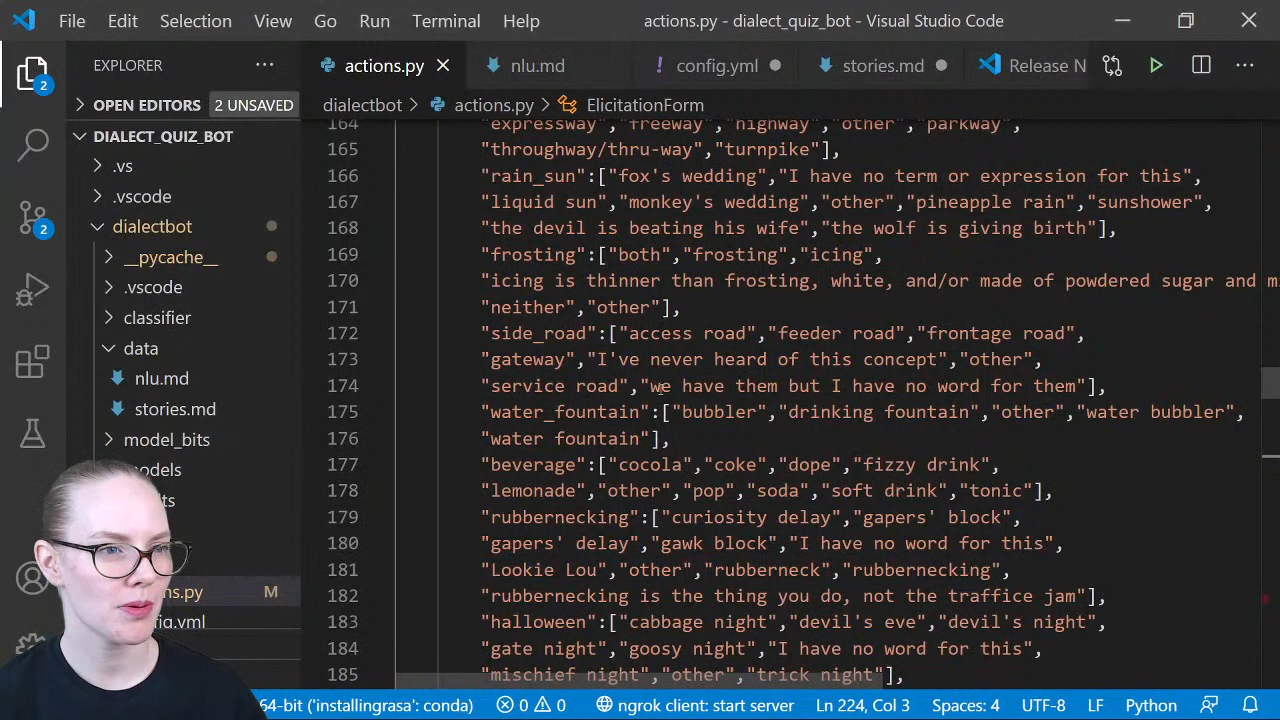 File Edit Selection View Go Run Terminal Help actions.py - dialect_quiz_bot - Visual Studio Code
EXPLORER
actions.py nlu.md config.yml stories.md Release N
OPEN EDITORS 2 UNSAVED
dialectbot actions.py ElicitationForm
DIALECT_QUIZ_BOT
.vs
.vscode
dialectbot
__pycache__
.vscode
classifier
data
nlu.md
stories.md
model_bits
models
ts
ns.py M
fig.yml
2
2
164 "expressway","freeway","highway","other","parkway",
165 "throughway/thru-way","turnpike"],
166 "rain_sun":["fox's wedding","I have no term or expression for this",
167 "liquid sun","monkey's wedding","other","pineapple rain","sunshower",
168 "the devil is beating his wife","the wolf is giving birth"],
169 "frosting":["both","frosting","icing",
170 "icing is thinner than frosting, white, and/or made of powdered sugar and mi
171 "neither","other"],
172 "side_road":["access road","feeder road","frontage road",
173 "gateway","I've never heard of this concept","other",
174 "service road","we have them but I have no word for them"],
175 "water_fountain":["bubbler","drinking fountain","other","water bubbler",
176 "water fountain"],
177 "beverage":["cocola","coke","dope","fizzy drink",
178 "lemonade","other","pop","soda","soft drink","tonic"],
179 "rubbernecking":["curiosity delay","gapers' block",
180 "gapers' delay","gawk block","I have no word for this",
181 "Lookie Lou","other","rubberneck","rubbernecking",
182 "rubbernecking is the thing you do, not the traffice jam"],
183 "halloween":["cabbage night","devil's eve","devil's night",
184 "gate night","goosy night","I have no word for this",
185 "mischief night","other","trick night"],
64-bit ('installingrasa': conda) 0 0 ngrok client: start server Ln 224, Col 3 Spaces: 4 UTF-8 LF Python